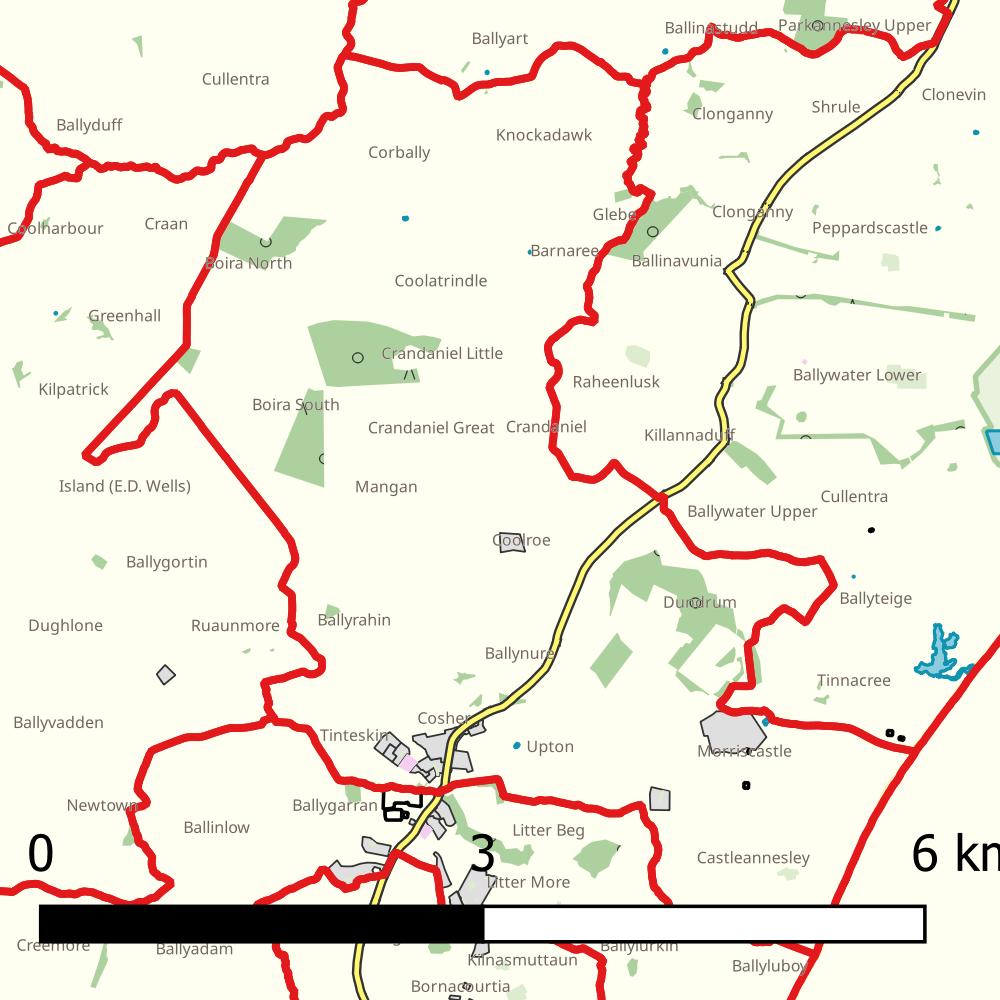 Ballinastudd
Parkannesley Upper
Ballyart
Cullentra
Clonevin
Shrule
Clonganny
Ballyduff
Knockadawk
Corbally
Glebe
Clonganny
Craan
Coolharbour
Peppardscastle
Barnaree
Ballinavunia
Boira North
Coolatrindle
Greenhall
Crandaniel Little
Raheenlusk
Ballywater Lower
Kilpatrick
Boira South
Crandaniel Great
Crandaniel
Killannaduff
Island (E.D. Wells)
Mangan
Cullentra
Ballywater Upper
Coolroe
Ballygortin
Dundrum
Ballyteige
Ballyrahin
Dughlone
Ruaunmore
Ballynure
Tinnacree
Ballyvadden
Cosher
Tinteskin
Upton
Morriscastle
Newtown
Ballygarran
Ballinlow
Litter Beg
0
3
6 km
Castleannesley
Litter More
Creemore
Ballyadam
Ballylurkin
Kilnasmuttaun
Ballyluboy
Bornacourtia